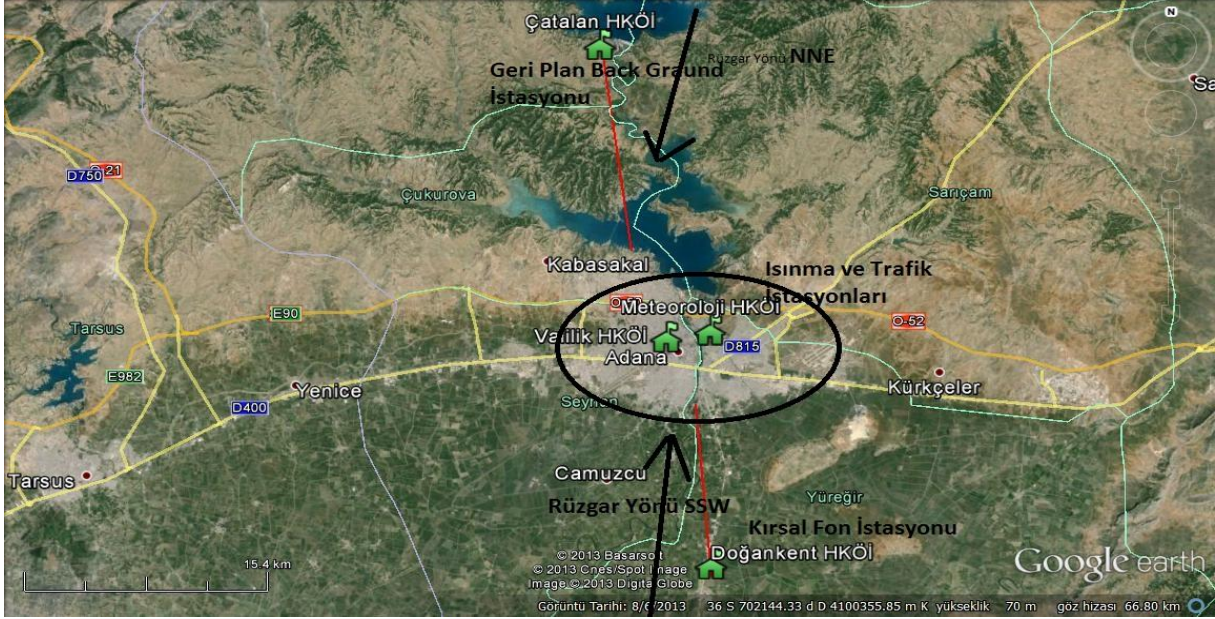 Çatalan HKÖİ
N
Rüzgar Yönü NNE
Geri Plan Back Graund
İstasyonu
Sa
D750
Çukurova
Sarıçam
Kabasakal
Isınma ve Trafik
İstasyonları
Meteoroloji HKÖİ
E90
O-52
Tarsus
Valilik HKÖİ
D815
Adana
E982
Yenice
Kürkçeler
D400
Seyhan
Camuzcu
Tarsus
Yüreğir
Rüzgar Yönü SSW
Kırsal Fon İstasyonu
Doğankent HKÖİ
© 2013 Basarsoft
© 2013 Cnes/Spot Image
Image © 2013 DigitalGlobe
15.4 km
Google earth
Görüntü Tarihi: 8/6/2013 36 S 702144.33 d D 4100355.85 m K yükseklik 70 m göz hizası 66.80 km